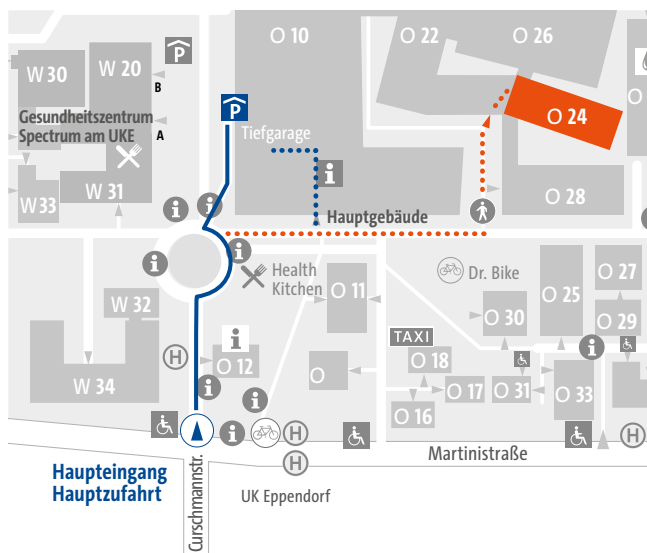 O 10
O 22
O 26
W 30
W 20
P
B
P
Gesundheitszentrum
Spectrum am UKE
A
O 24
O
Tiefgarage
i
W 31
W 33
O 28
i
i
Hauptgebäude
i
i
Health
Kitchen
Dr. Bike
O 27
O 25
O 11
W 32
O 30
O 29
TAXI
i
H
O 12
O 18
i
W 34
O
O 17
O 31
O 33
i
i
O 16
i
H
H
Martinistraße
H
Haupteingang
Hauptzufahrt
Curschmannstr.
UK Eppendorf